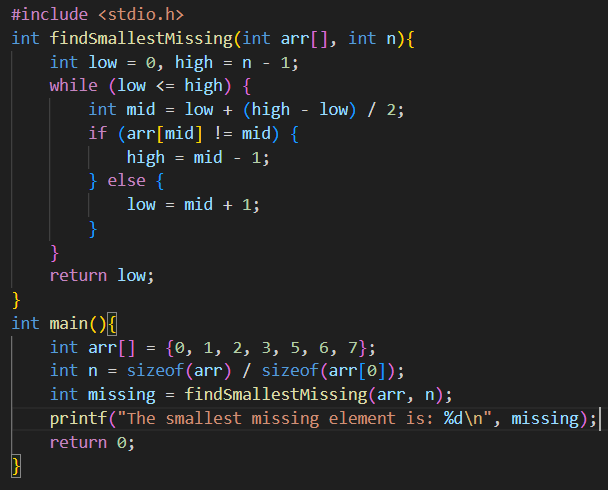 #include <stdio.h>
int findSmallestMissing(int arr[], int n){
    int low = 0, high = n - 1;
    while (low <= high) {
        int mid = low + (high - low) / 2;
        if (arr[mid] != mid) {
            high = mid - 1;
        } else {
            low = mid + 1;
        }
    }
    return low;
}
int main(){
    int arr[] = {0, 1, 2, 3, 5, 6, 7};
    int n = sizeof(arr) / sizeof(arr[0]);
    int missing = findSmallestMissing(arr, n);
    printf("The smallest missing element is: %d\n", missing);
    return 0;
}